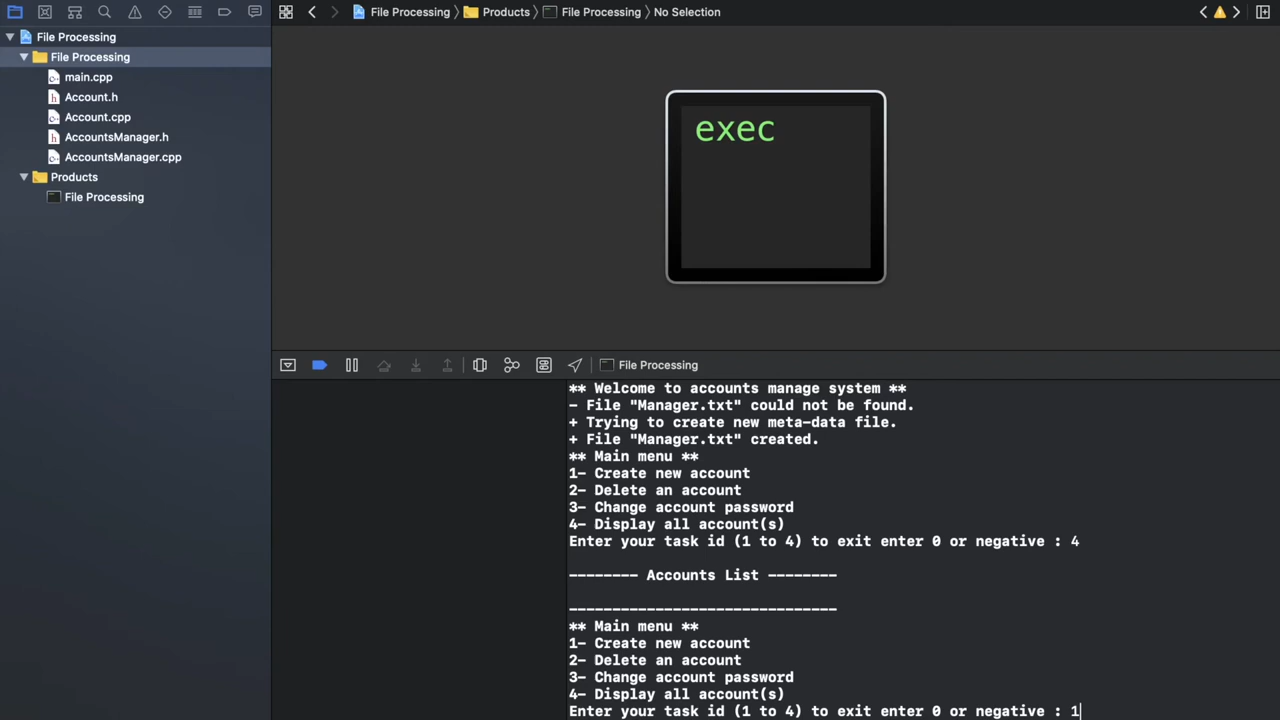 File Processing > Products > File Processing > No Selection
File Processing
File Processing
main.cpp
Account.h
Account.cpp
AccountsManager.h
AccountsManager.cpp
Products
File Processing
exec
File Processing
** Welcome to accounts manage system **
- File "Manager.txt" could not be found.
+ Trying to create new meta-data file.
+ File "Manager.txt" created.
** Main menu **
1- Create new account
2- Delete an account
3- Change account password
4- Display all account(s)
Enter your task id (1 to 4) to exit enter 0 or negative : 4
-------- Accounts List --------
-------------------------------
** Main menu **
1- Create new account
2- Delete an account
3- Change account password
4- Display all account(s)
Enter your task id (1 to 4) to exit enter 0 or negative : 1